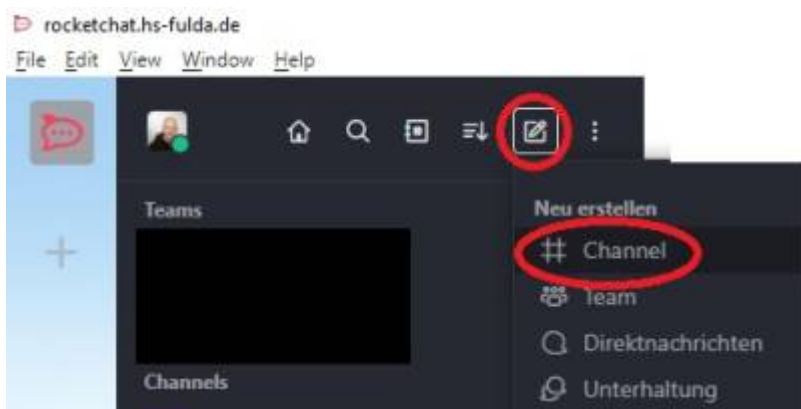 rocketchat.hs-fulda.de
File Edit View Window Help
Teams
Channels
Neu erstellen
Channel
Team
Direktnachrichten
Unterhaltung